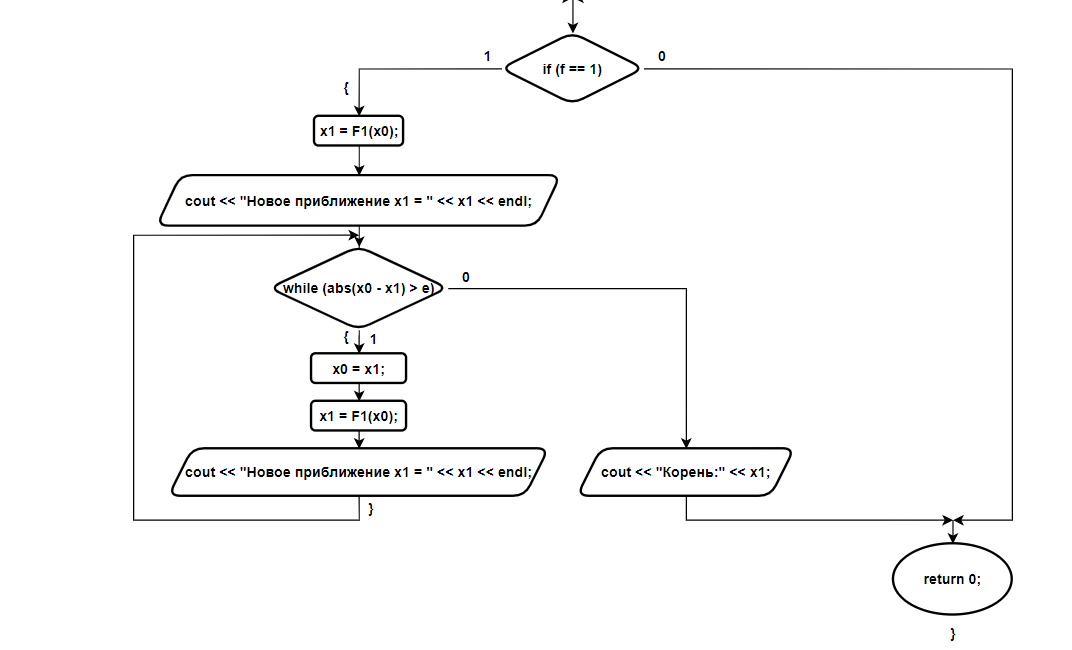 1
if (f == 1)
0
{
x1 = F1(x0);
cout << "Новое приближение x1 = " << x1 << endl;
while (abs(x0 - x1) > e)
0
{
1
x0 = x1;
x1 = F1(x0);
cout << "Новое приближение x1 = " << x1 << endl;
cout << "Корень:" << x1;
}
return 0;
}